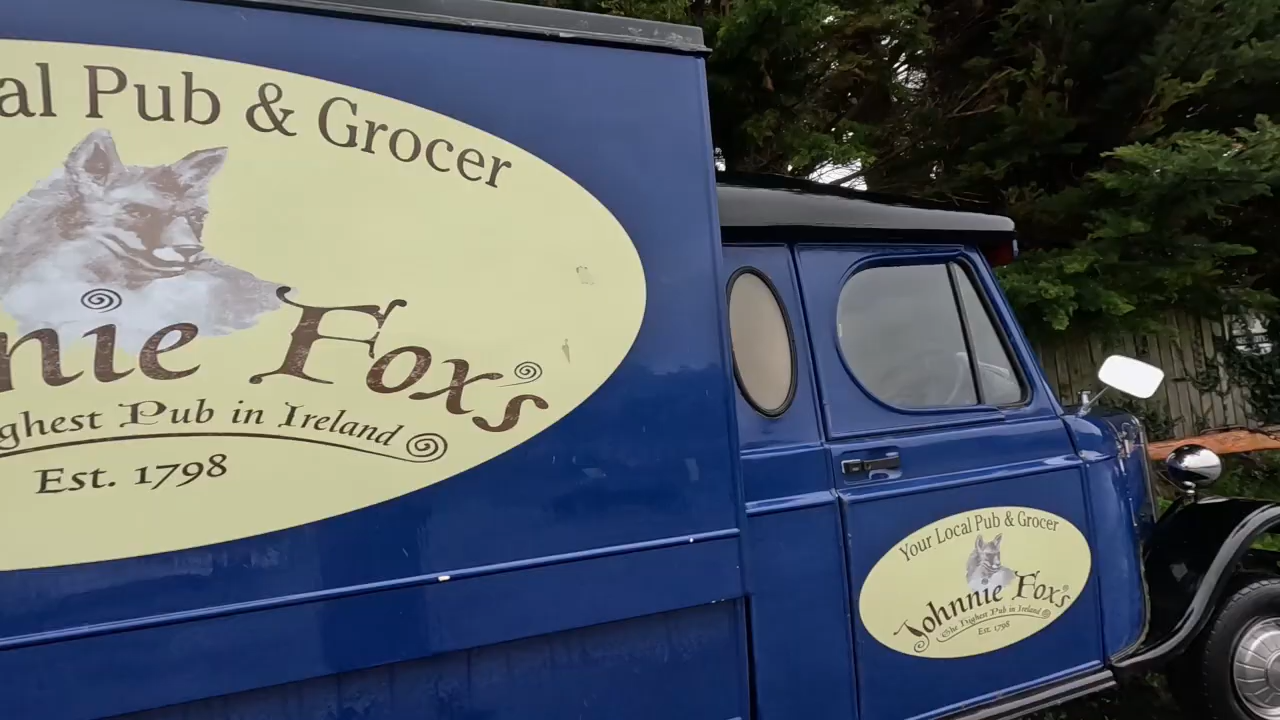 al Pub & Grocer
nie Fox's
ighest Pub in Ireland
Est. 1798
Your Local Pub & Grocer
Johnnie Fox's
The Highest Pub in Ireland
Est. 1798